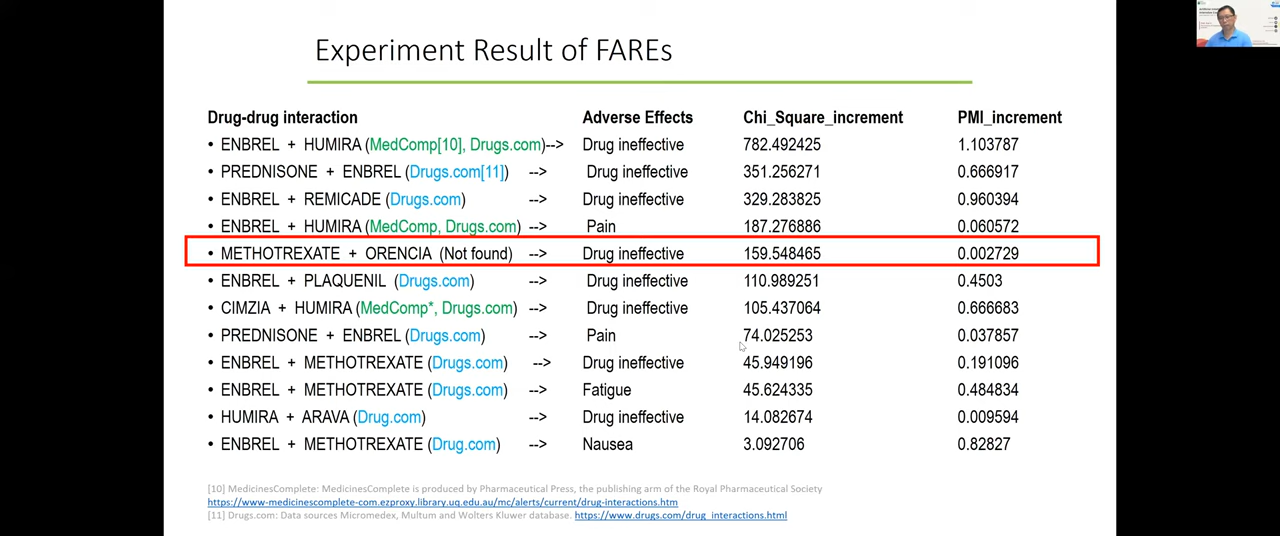 Experiment Result of FAREs
Drug-drug interaction Adverse Effects Chi_Square_increment PMI_increment
• ENBREL + HUMIRA (MedComp[10], Drugs.com)--> Drug ineffective 782.492425 1.103787
• PREDNISONE + ENBREL (Drugs.com[11]) --> Drug ineffective 351.256271 0.666917
• ENBREL + REMICADE (Drugs.com) --> Drug ineffective 329.283825 0.960394
• ENBREL + HUMIRA (MedComp, Drugs.com) --> Pain 187.276886 0.060572
• METHOTREXATE + ORENCIA (Not found) --> Drug ineffective 159.548465 0.002729
• ENBREL + PLAQUENIL (Drugs.com) --> Drug ineffective 110.989251 0.4503
• CIMZIA + HUMIRA (MedComp*, Drugs.com) --> Drug ineffective 105.437064 0.666683
• PREDNISONE + ENBREL (Drugs.com) --> Pain 74.025253 0.037857
• ENBREL + METHOTREXATE (Drugs.com) --> Drug ineffective 45.949196 0.191096
• ENBREL + METHOTREXATE (Drugs.com) --> Fatigue 45.624335 0.484834
• HUMIRA + ARAVA (Drug.com) --> Drug ineffective 14.082674 0.009594
• ENBREL + METHOTREXATE (Drug.com) --> Nausea 3.092706 0.82827
[10] MedicinesComplete: MedicinesComplete is produced by Pharmaceutical Press, the publishing arm of the Royal Pharmaceutical Society
https://www-medicinescomplete-com.ezproxy.library.uq.edu.au/mc/alerts/current/drug-interactions.htm
[11] Drugs.com: Data sources Micromedex, Multum and Wolters Kluwer database. https://www.drugs.com/drug_interactions.html